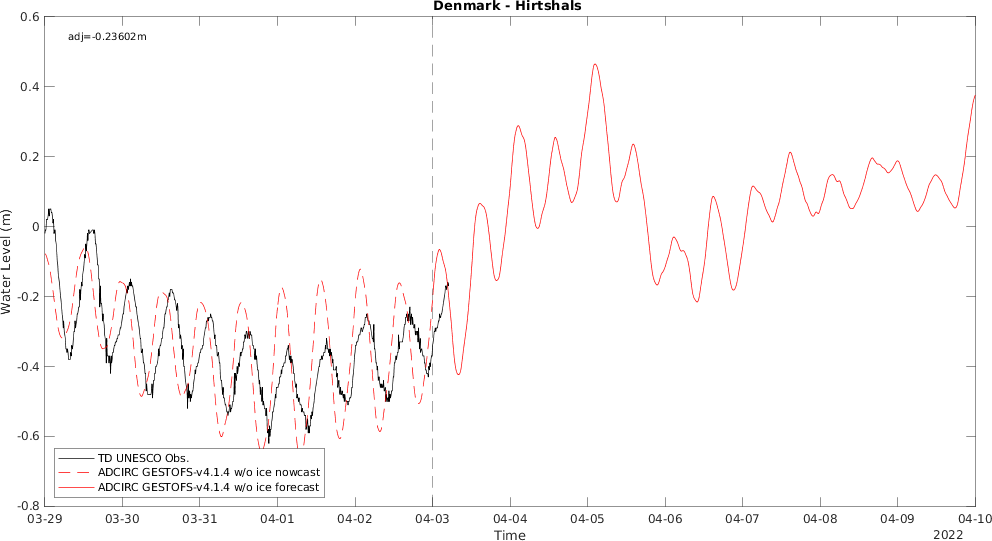 Denmark - Hirtshals
adj=-0.23602m
0.6
0.4
0.2
0
-0.2
-0.4
-0.6
-0.8
Water Level (m)
TD UNESCO Obs.
ADCIRC GESTOFS-v4.1.4 w/o ice nowcast
ADCIRC GESTOFS-v4.1.4 w/o ice forecast
03-29 03-30 03-31 04-01 04-02 04-03 04-04 04-05 04-06 04-07 04-08 04-09 04-10
Time
2022